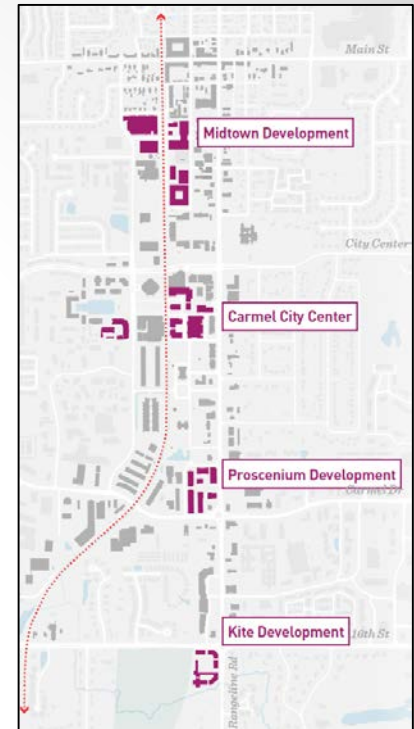 Main St
Midtown Development
City Center
Carmel City Center
Proscenium Development
Carmel Dr
Kite Development
116th St
Rangeline Rd